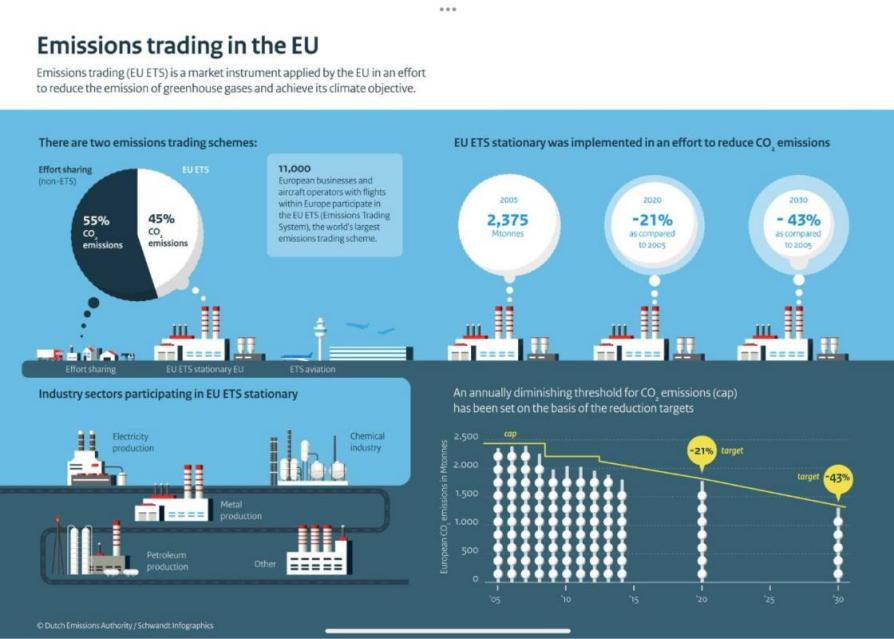 Emissions trading in the EU
Emissions trading (EU ETS) is a market instrument applied by the EU in an effort
to reduce the emission of greenhouse gases and achieve its climate objective.
There are two emissions trading schemes:
Effort sharing
(non-ETS)
EU ETS
55%
CO₂
emissions
45%
CO₂
emissions
11,000
European businesses and
aircraft operators with flights
within Europe participate in
the EU ETS (Emissions Trading
System), the world's largest
emissions trading scheme.
Effort sharing
EU ETS stationary EU
ETS aviation
EU ETS stationary was implemented in an effort to reduce CO₂ emissions
2005
2,375
Mtonnes
2020
-21%
as compared
to 2005
2030
- 43%
as compared
to 2005
Industry sectors participating in EU ETS stationary
Electricity
production
Chemical
industry
Metal
production
Petroleum
production
Other
An annually diminishing threshold for CO₂ emissions (cap)
has been set on the basis of the reduction targets
European CO₂ emissions in Mtonnes
2.500
2.000
1.500
1.000
500
0
cap
-21%
target
target
-43%
'05
'10
'15
'20
'25
'30
© Dutch Emissions Authority / Schwandt Infographics